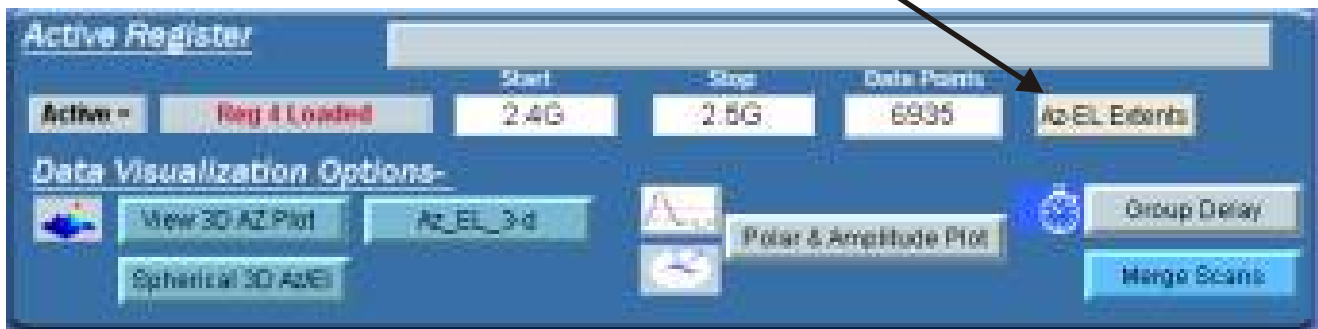 Active Register
Start Stop Data Points
Active = Reg 4 Loaded 2.4G 2.5G 6935 Az-EL Extents
Data Visualization Options-
View 3D AZ Plot Az_EL_3-d Polar & Amplitude Plot Group Delay
Spherical 3D Az/El Merge Scans